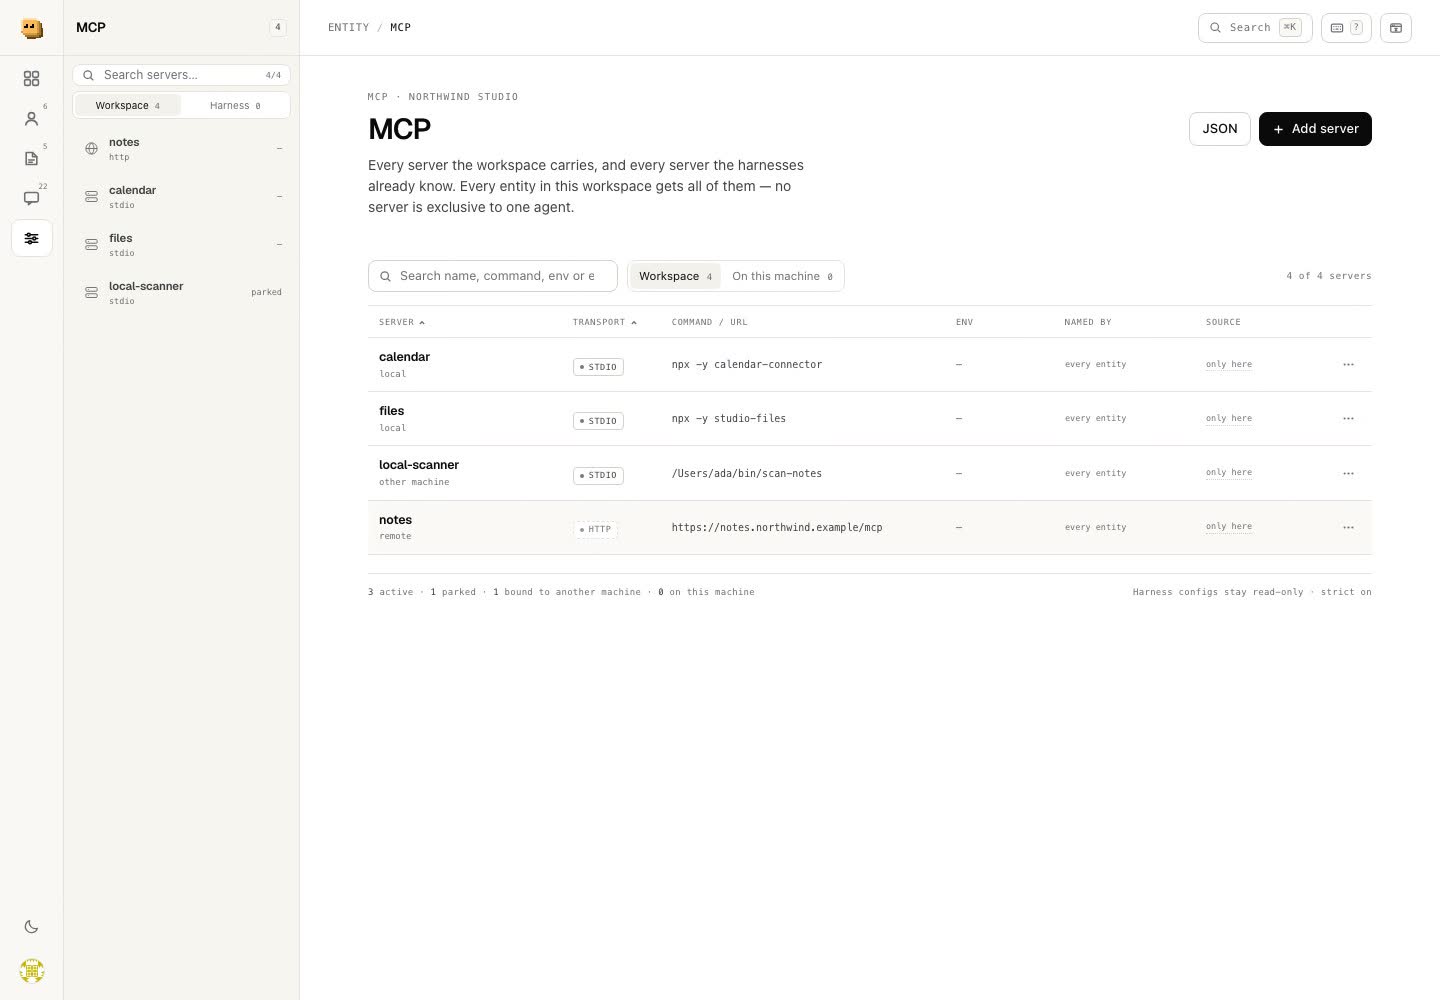 MCP 4
Search servers... 4/4
Workspace 4 Harness 0
6
5
22
notes
http
–
calendar
stdio
–
files
stdio
–
local-scanner
stdio
parked
ENTITY / MCP
Search ⌘K
?
MCP · NORTHWIND STUDIO
MCP
JSON
+ Add server
Every server the workspace carries, and every server the harnesses
already know. Every entity in this workspace gets all of them — no
server is exclusive to one agent.
Search name, command, env or e
Workspace 4 On this machine 0
4 of 4 servers
SERVER TRANSPORT COMMAND / URL ENV NAMED BY SOURCE
calendar
local
STDIO npx -y calendar-connector – every entity only here ···
files
local
STDIO npx -y studio-files – every entity only here ···
local-scanner
other machine
STDIO /Users/ada/bin/scan-notes – every entity only here ···
notes
remote
HTTP https://notes.northwind.example/mcp – every entity only here ···
3 active · 1 parked · 1 bound to another machine · 0 on this machine
Harness configs stay read-only · strict on